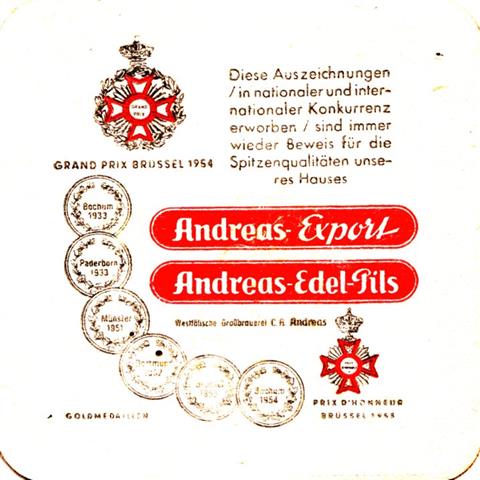 GRAND PRIX
GRAND PRIX BRÜSSEL 1954
Diese Auszeichnungen
/ in nationaler und inter-
nationaler Konkurrenz
erworben / sind immer
wieder Beweis für die
Spitzenqualitäten unse-
res Hauses
Bochum
1933
Paderborn
1933
Münster
1951
Andreas-Export
Andreas-Edel-Pils
Westfälische Großbrauerei C. A. Andreas
Bochum
1954
GOLDMEDAILLEN
PRIX D'HONNEUR
BRÜSSEL 1953